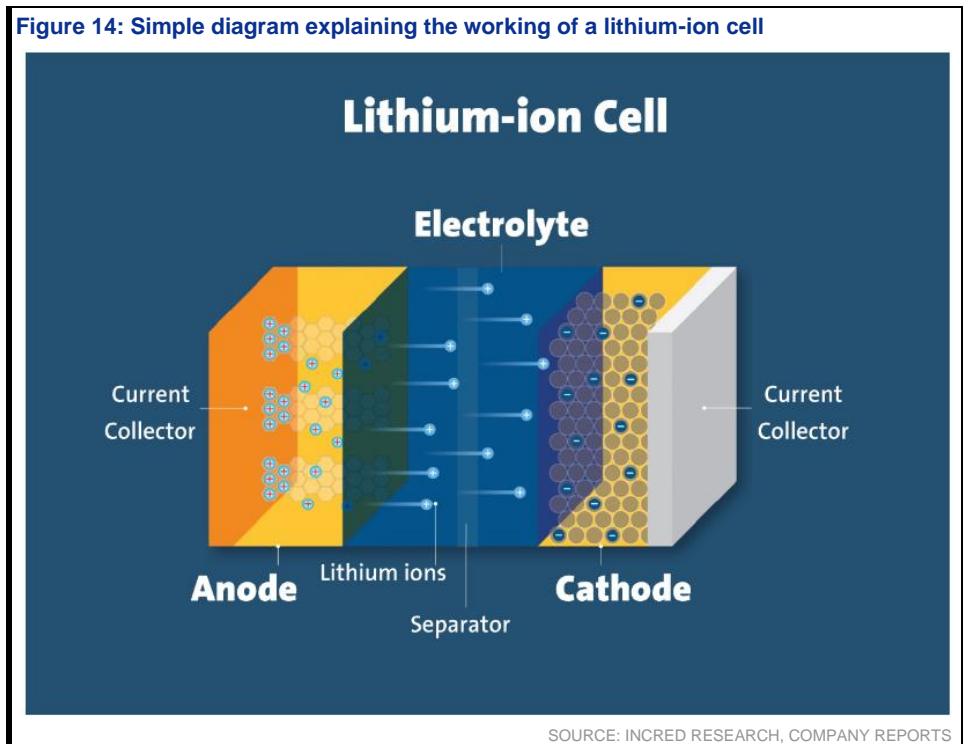 Figure 14: Simple diagram explaining the working of a lithium-ion cell
Lithium-ion Cell
Electrolyte
Current
Collector
Current
Collector
Anode
Lithium ions
Cathode
Separator
SOURCE: INCRED RESEARCH, COMPANY REPORTS